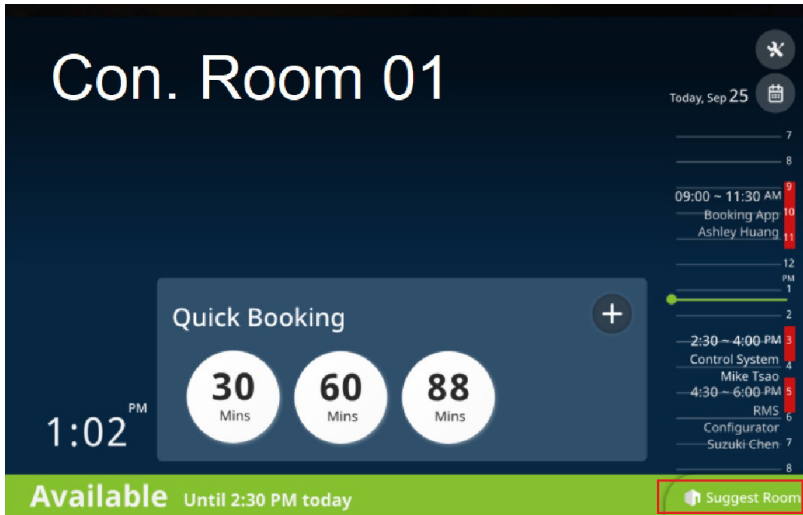 Con. Room 01
Today, Sep 25
7
8
9
09:00 ~ 11:30 AM
Booking App 10
Ashley Huang 11
12
PM
1
2
2:30 ~ 4:00 PM 3
Control System
4
Mike Tsao
4:30 ~ 6:00 PM 5
RMS
6
Configurator
Suzuki Chen 7
8
Quick Booking
+
30
Mins
60
Mins
88
Mins
1:02 PM
Available Until 2:30 PM today
Suggest Room